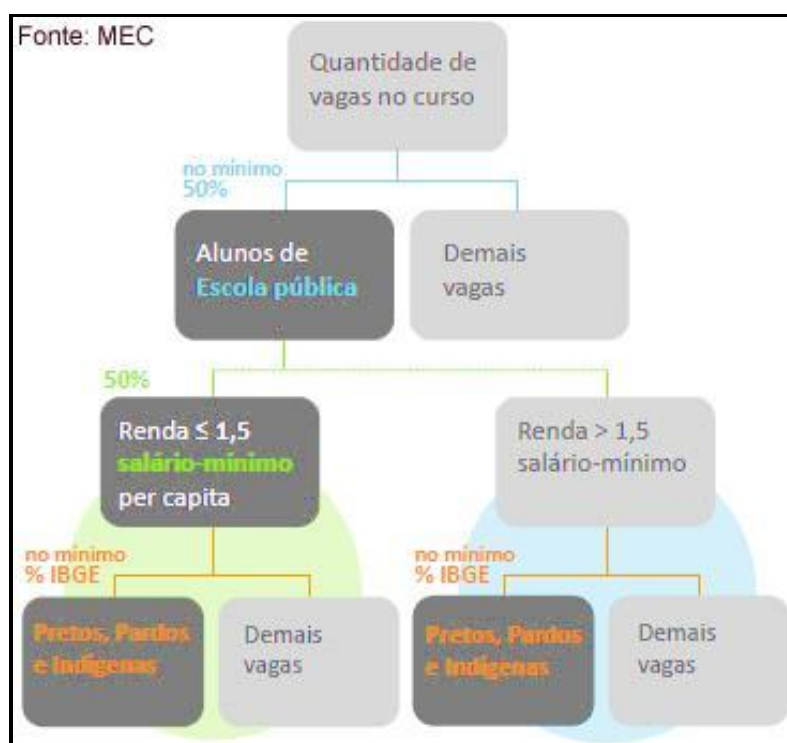 Fonte: MEC
Quantidade de
vagas no curso
no mínimo
50%
Alunos de
Escola pública
Demais
vagas
50%
Renda ≤ 1,5
salário-mínimo
per capita
Renda > 1,5
salário-mínimo
no mínimo
% IBGE
Pretos, Pardos
e Indígenas
Demais
vagas
no mínimo
% IBGE
Pretos, Pardos
e Indígenas
Demais
vagas